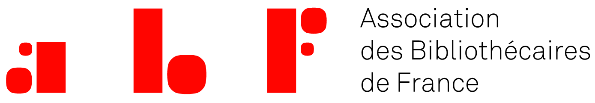 abf
Association
des Bibliothécaires
de France